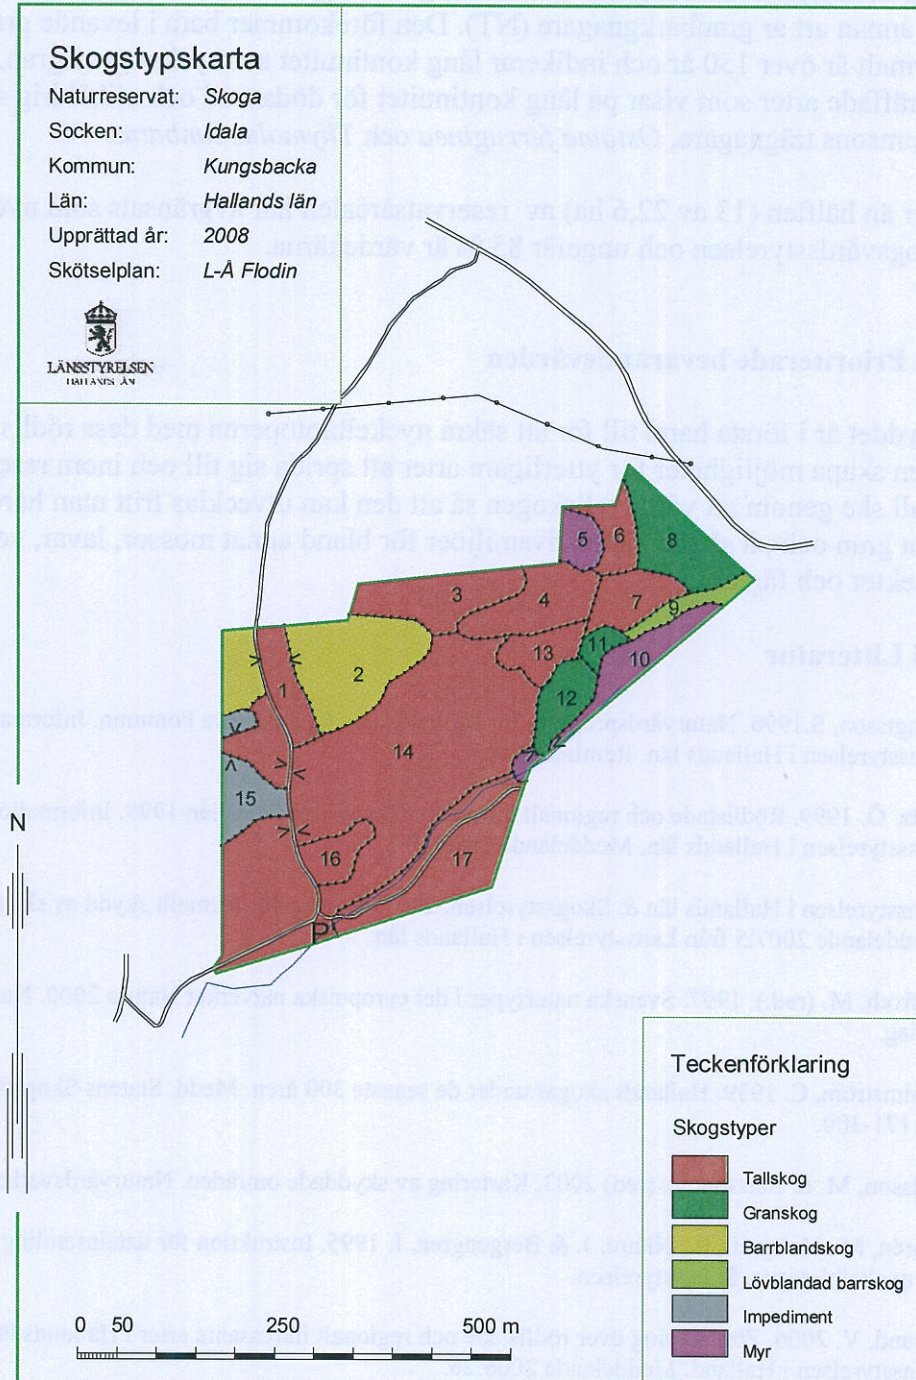 Skogstypskarta
Naturreservat: Sloga
Socken: Idala
Kommun: Kungsbacka
Län: Hallands län
Upprättad år: 2008
Skötselplan: L-Å Flodin
LÄNSSTYRELSEN
HALLANDS LÄN
5
6
8
3
4
7
9
13
11
10
2
12
1
14
15
16
17
P
N
Teckenförklaring
Skogstyper
Tallskog
Granskog
Barrblandskog
Lövblandad barrskog
Impediment
Myr
0 50 250 500 m